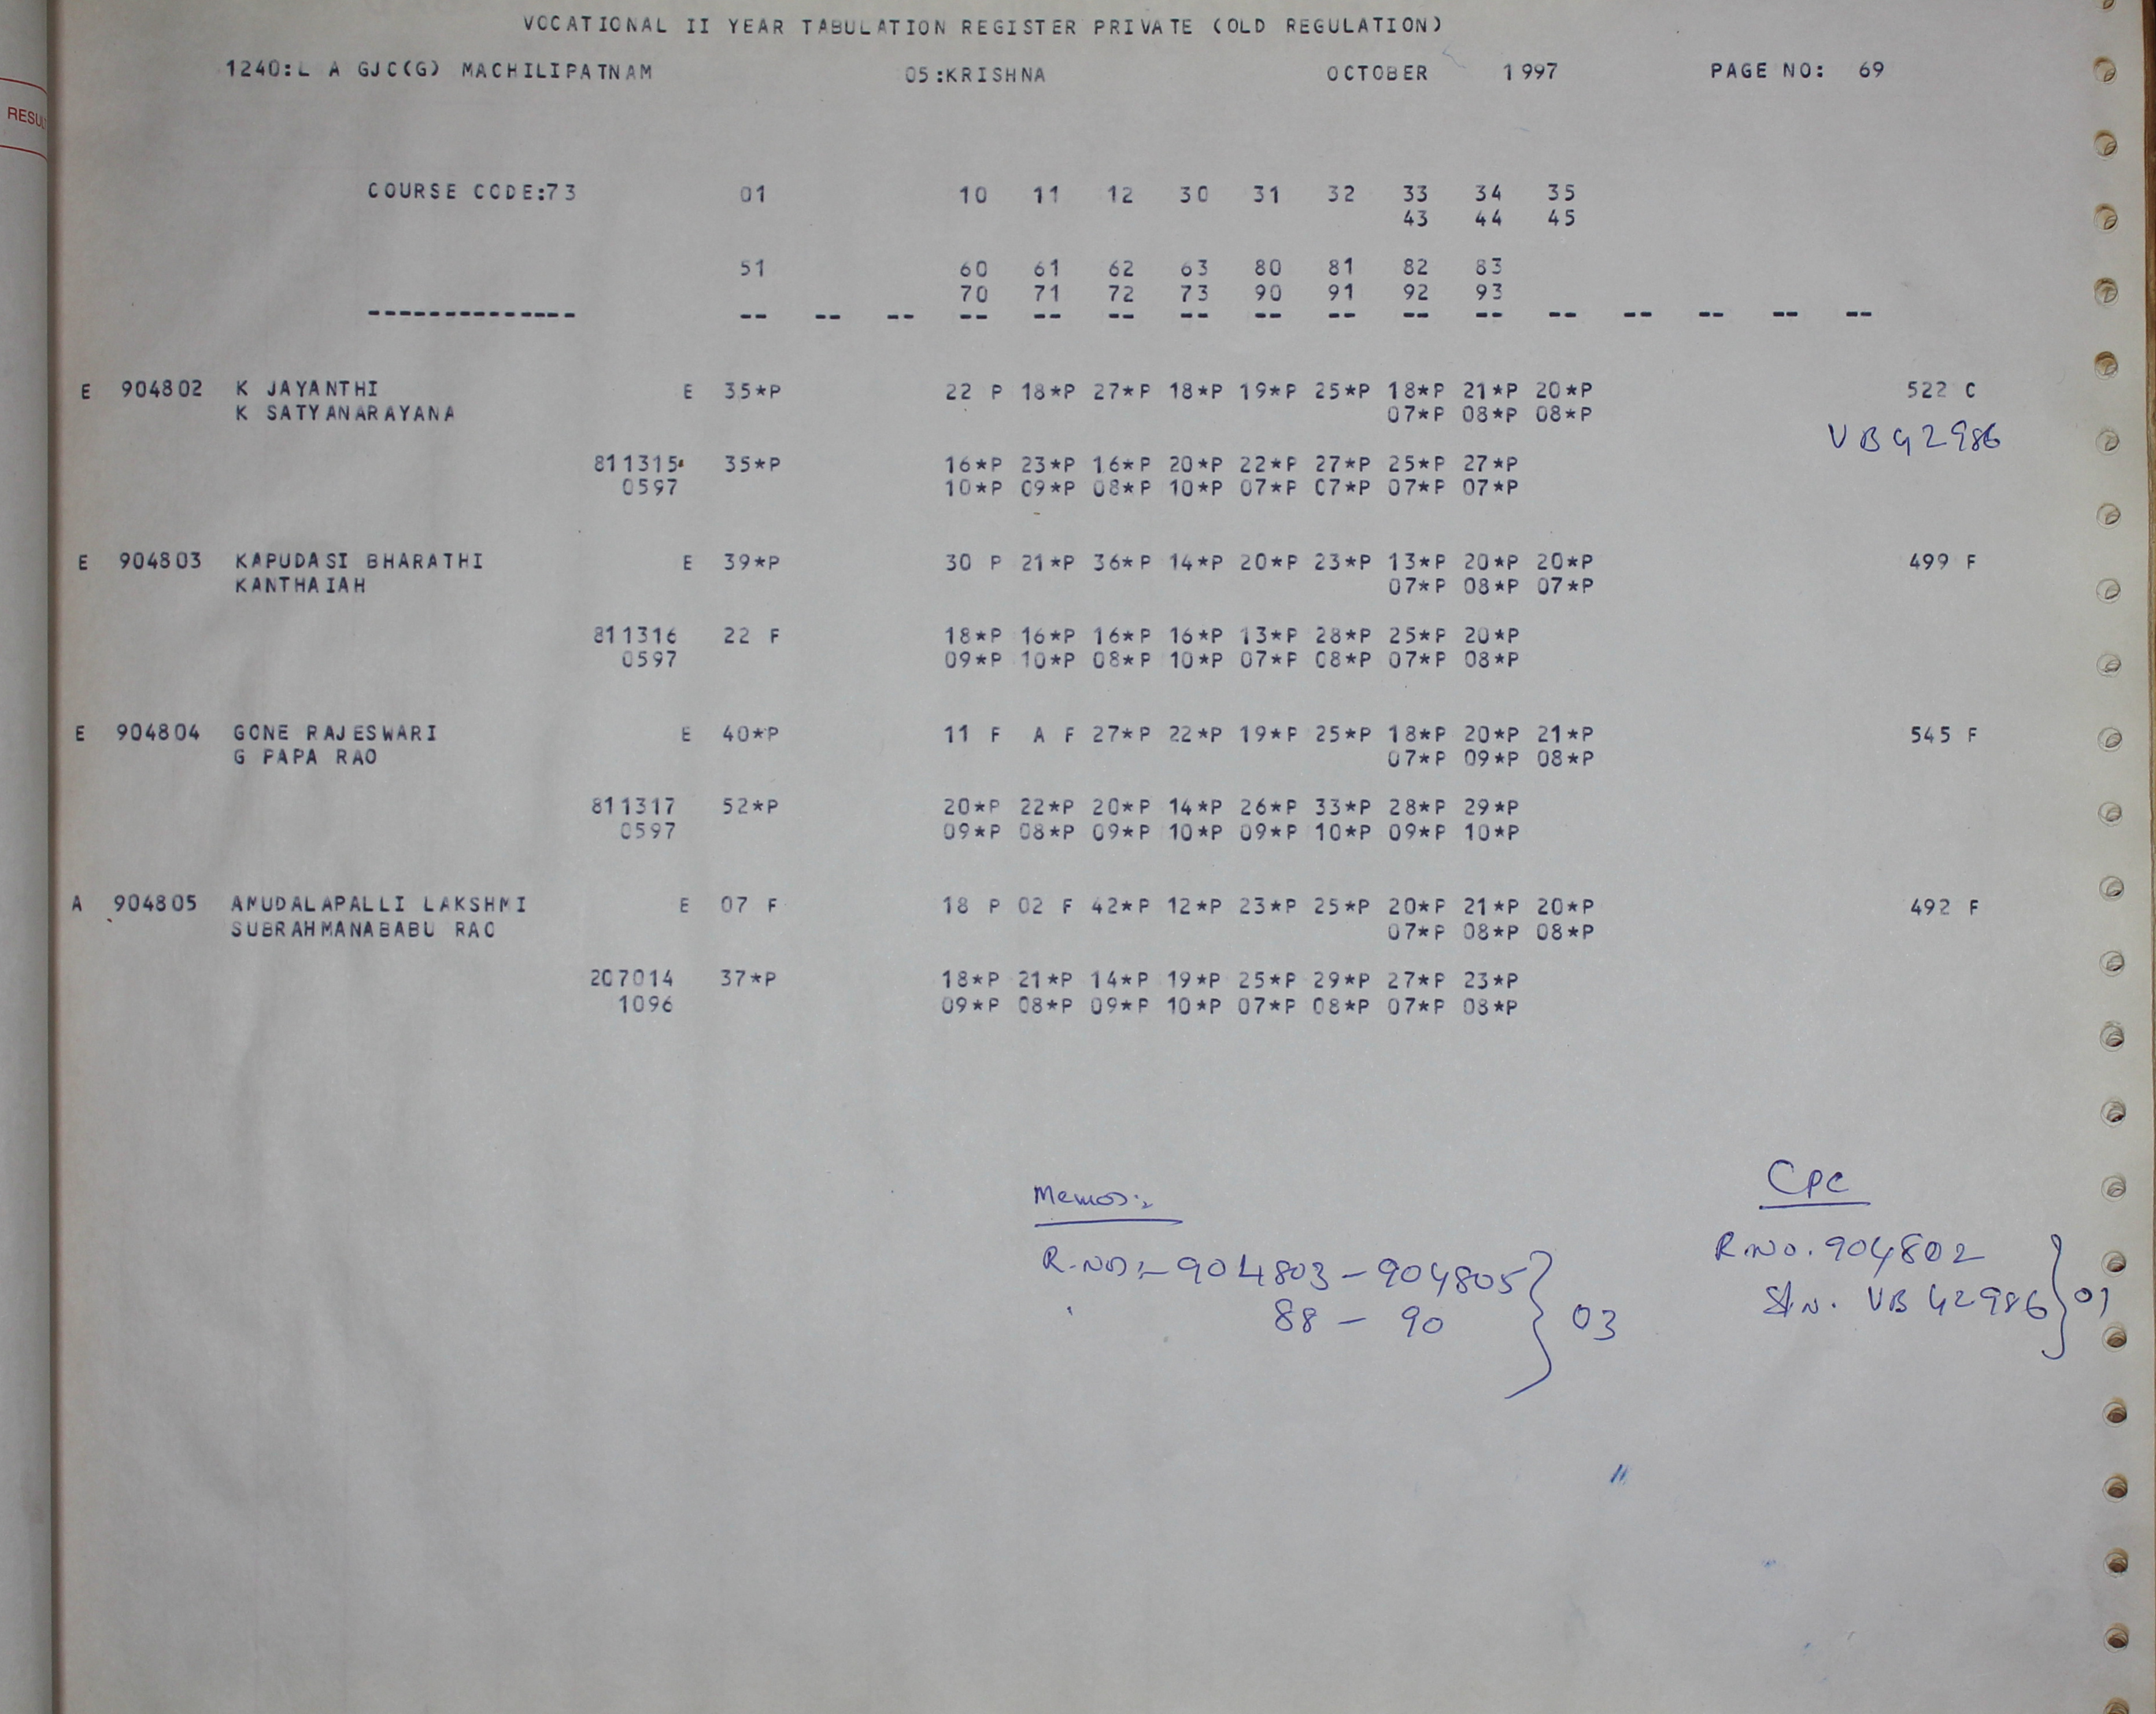 VOCATIONAL II YEAR TABULATION REGISTER PRIVATE (OLD REGULATION)
1240:L A GJC(G) MACHILIPATNAM 05:KRISHNA OCTOBER 1997 PAGE NO: 69
COURSE CODE:73 01 10 11 12 30 31 32 33 34 35
43 44 45
51 60 61 62 63 80 81 82 83
70 71 72 73 90 91 92 93
-------------- -- -- -- -- -- -- -- -- -- -- -- -- -- -- -- --
E 904802 K JAYANTHI E 35*P 22 P 18*P 27*P 18*P 19*P 25*P 18*P 21*P 20*P 522 C
K SATYANARAYANA 07*P 08*P 08*P
VB 42986
811315 35*P 16*P 23*P 16*P 20*P 22*P 27*P 25*P 27*P
0597 10*P 09*P 08*P 10*P 07*P 07*P 07*P 07*P
E 904803 KAPUDASI BHARATHI E 39*P 30 P 21*P 36*P 14*P 20*P 23*P 13*P 20*P 20*P 499 F
KANTHAIAH 07*P 08*P 07*P
811316 22 F 18*P 16*P 16*P 16*P 13*P 28*P 25*P 20*P
0597 09*P 10*P 08*P 10*P 07*P 08*P 07*P 08*P
E 904804 GONE RAJESWARI E 40*P 11 F A F 27*P 22*P 19*P 25*P 18*P 20*P 21*P 545 F
G PAPA RAO 07*P 09*P 08*P
811317 52*P 20*P 22*P 20*P 14*P 26*P 33*P 28*P 29*P
0597 09*P 08*P 09*P 10*P 09*P 10*P 09*P 10*P
A 904805 AMUDALAPALLI LAKSHMI E 07 F 18 P 02 F 42*P 12*P 23*P 25*P 20*P 21*P 20*P 492 F
SUBRAHMANABABU RAO 07*P 08*P 08*P
207014 37*P 18*P 21*P 14*P 19*P 25*P 29*P 27*P 23*P
1096 09*P 08*P 09*P 10*P 07*P 08*P 07*P 08*P
Memos:-
R.NO:- 904803 - 904805
88 - 90 } 03
CPC
R.No. 904802
Sl.N. VB 42986 } 01